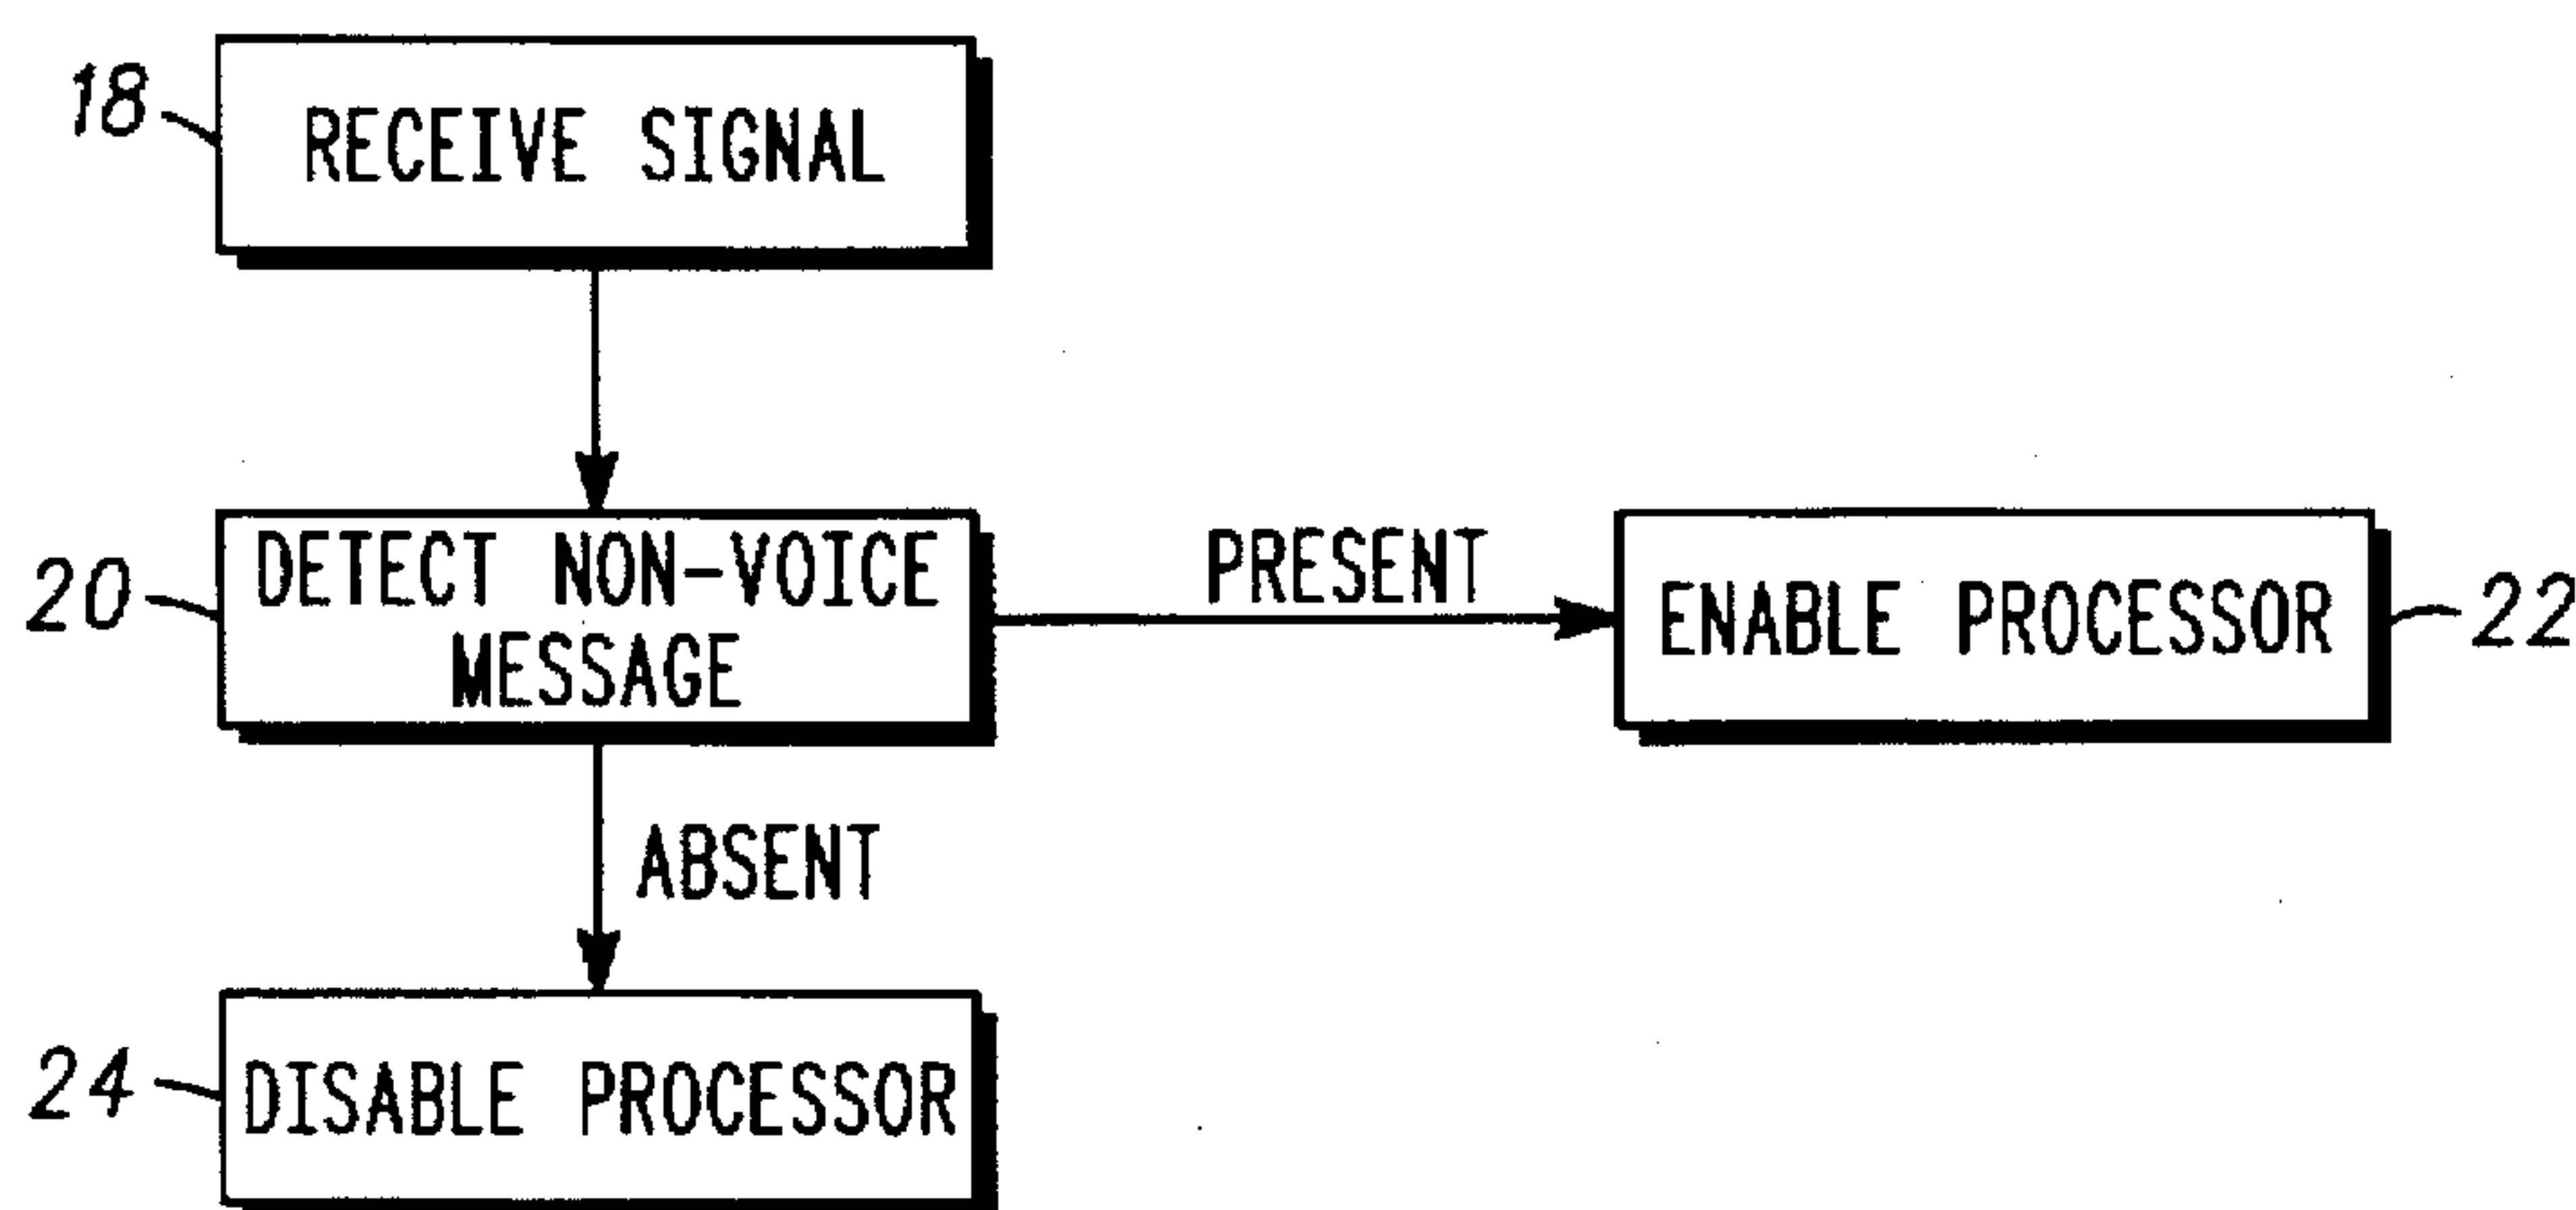 18
RECEIVE SIGNAL
20
DETECT NON-VOICE
MESSAGE
PRESENT
ENABLE PROCESSOR
22
ABSENT
24
DISABLE PROCESSOR